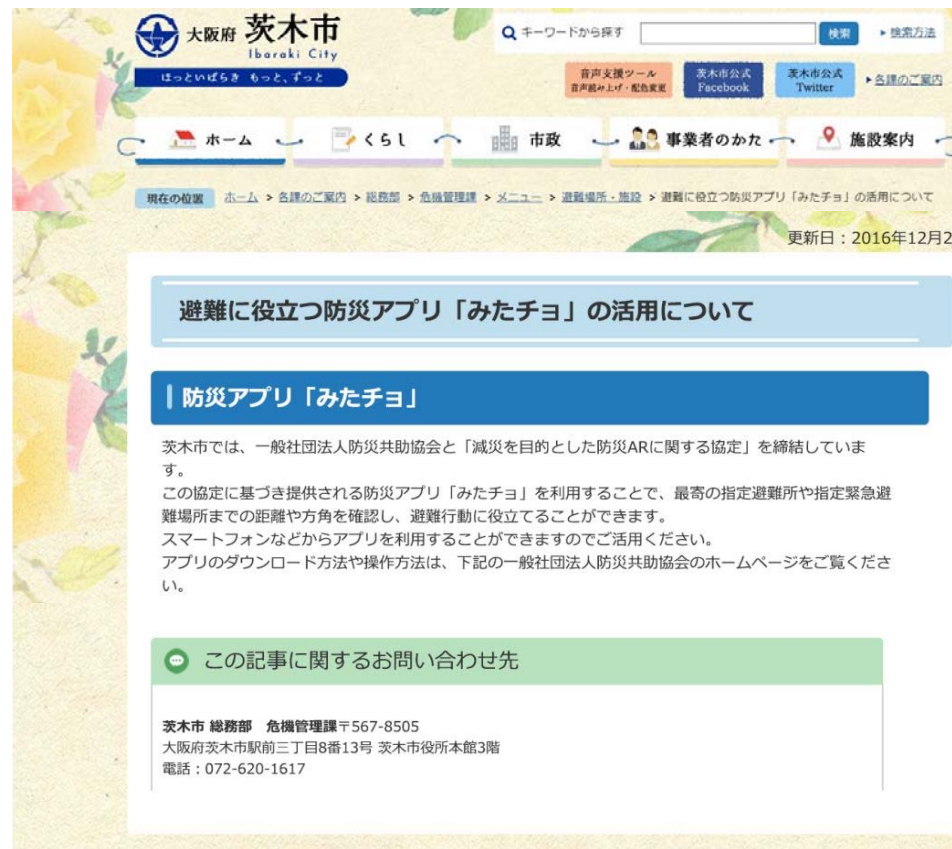 大阪府 茨木市
Ibaraki City
ほっといばらき もっと、ずっと
キーワードから探す
検索
検索方法
音声支援ツール
音声読み上げ・配色変更
茨木市公式
Facebook
茨木市公式
Twitter
各課のご案内
ホーム
くらし
市政
事業者のかた
施設案内
現在の位置 ホーム > 各課のご案内 > 総務部 > 危機管理課 > メニュー > 避難場所・施設 > 避難に役立つ防災アプリ「みたチョ」の活用について
更新日:2016年12月2
避難に役立つ防災アプリ「みたチョ」の活用について
防災アプリ「みたチョ」
茨木市では、一般社団法人防災共助協会と「減災を目的とした防災ARに関する協定」を締結していま
す。
この協定に基づき提供される防災アプリ「みたチョ」を利用することで、最寄の指定避難所や指定緊急避
難場所までの距離や方角を確認し、避難行動に役立てることができます。
スマートフォンなどからアプリを利用することができますのでご活用ください。
アプリのダウンロード方法や操作方法は、下記の一般社団法人防災共助協会のホームページをご覧くださ
い。
この記事に関するお問い合わせ先
茨木市 総務部 危機管理課〒567-8505
大阪府茨木市駅前三丁目8番13号 茨木市役所本館3階
電話:072-620-1617